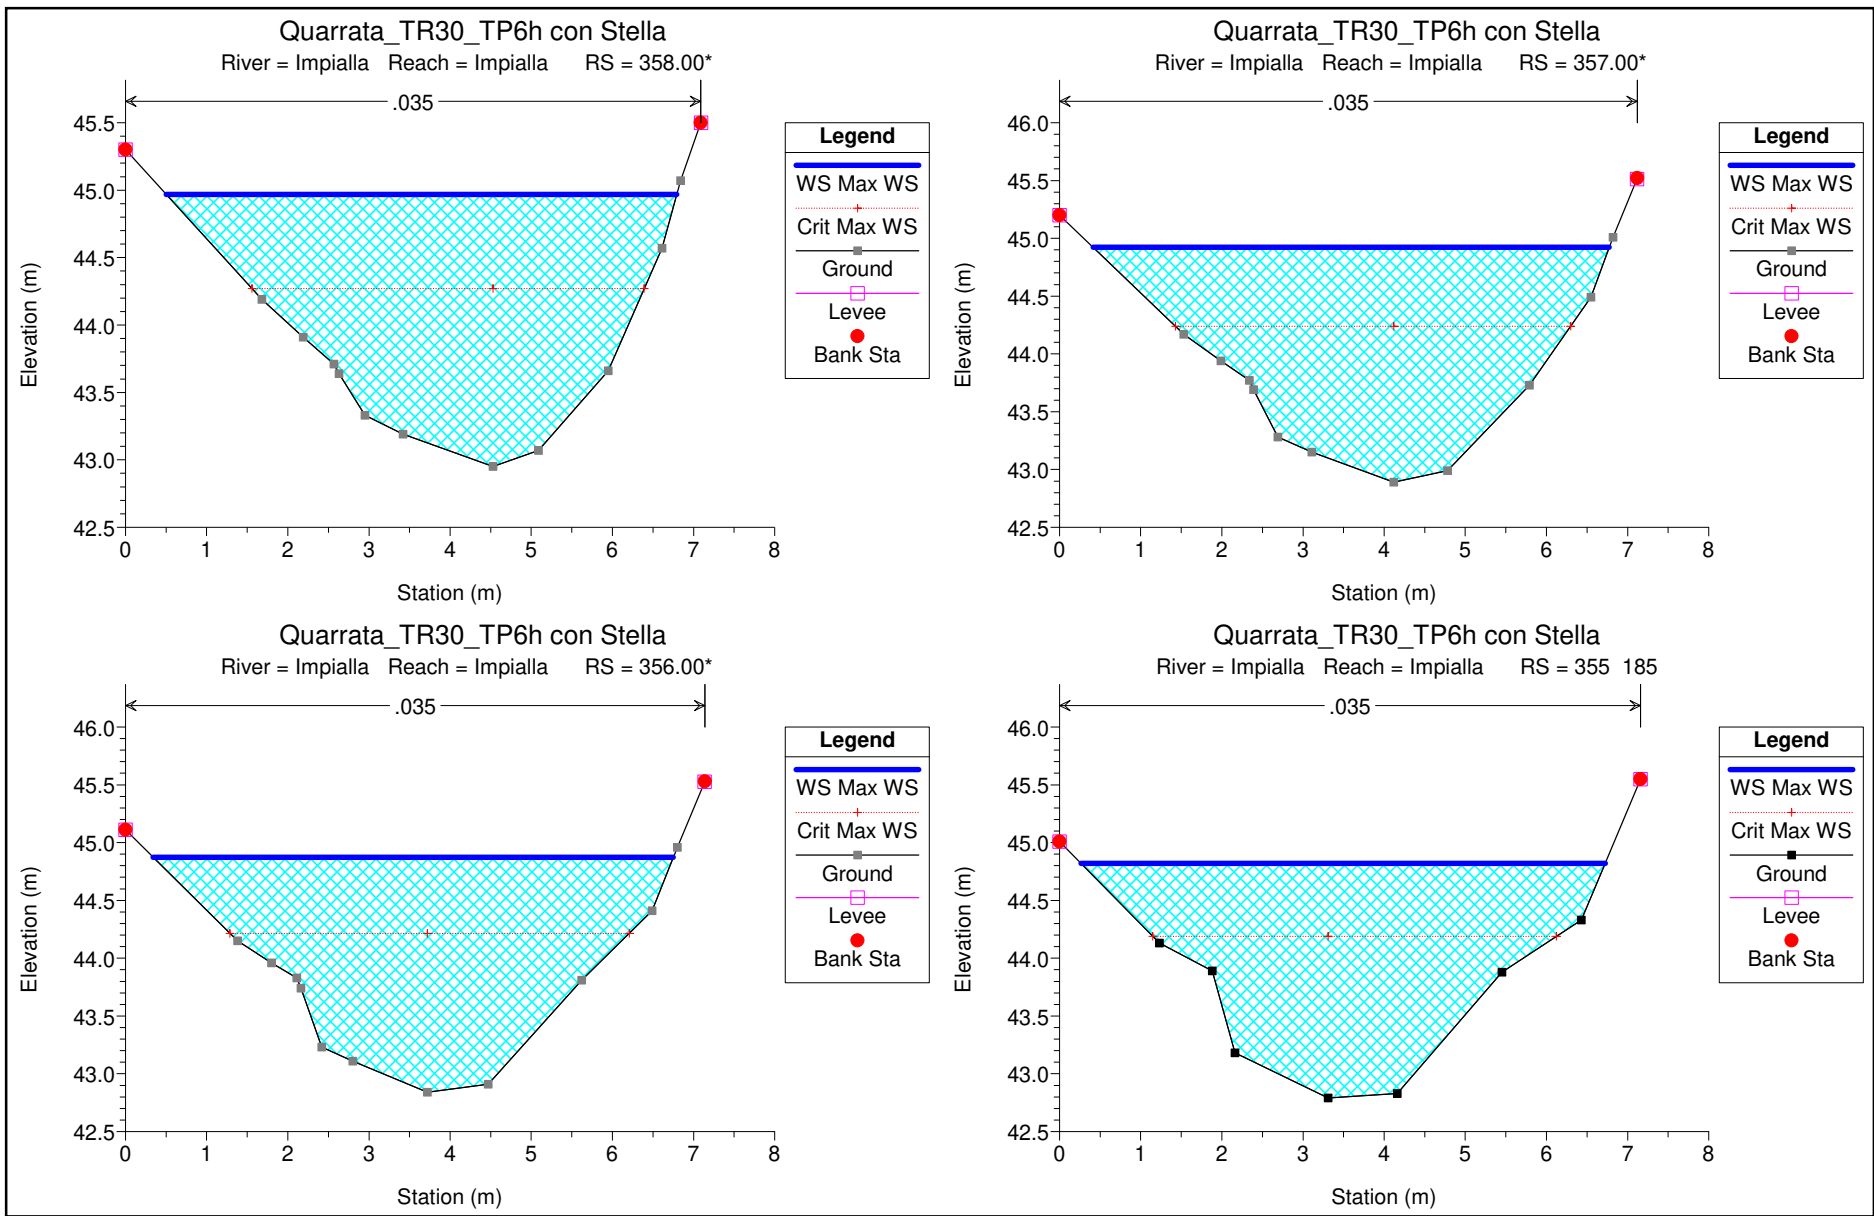 Quarrata_TR30_TP6h con Stella
River = Impialla Reach = Impialla RS = 358.00*
.035
45.5
45.0
44.5
44.0
43.5
43.0
42.5
Elevation (m)
0 1 2 3 4 5 6 7 8
Station (m)
Legend
WS Max WS
Crit Max WS
Ground
Levee
Bank Sta
Quarrata_TR30_TP6h con Stella
River = Impialla Reach = Impialla RS = 357.00*
.035
46.0
45.5
45.0
44.5
44.0
43.5
43.0
42.5
Elevation (m)
0 1 2 3 4 5 6 7 8
Station (m)
Legend
WS Max WS
Crit Max WS
Ground
Levee
Bank Sta
Quarrata_TR30_TP6h con Stella
River = Impialla Reach = Impialla RS = 356.00*
.035
46.0
45.5
45.0
44.5
44.0
43.5
43.0
42.5
Elevation (m)
0 1 2 3 4 5 6 7 8
Station (m)
Legend
WS Max WS
Crit Max WS
Ground
Levee
Bank Sta
Quarrata_TR30_TP6h con Stella
River = Impialla Reach = Impialla RS = 355 185
.035
46.0
45.5
45.0
44.5
44.0
43.5
43.0
42.5
Elevation (m)
0 1 2 3 4 5 6 7 8
Station (m)
Legend
WS Max WS
Crit Max WS
Ground
Levee
Bank Sta